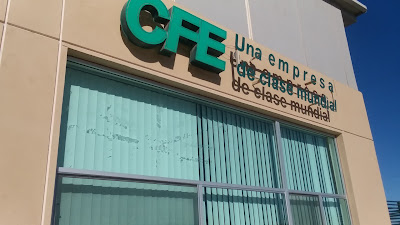 CFE
Una empresa
de clase mundial